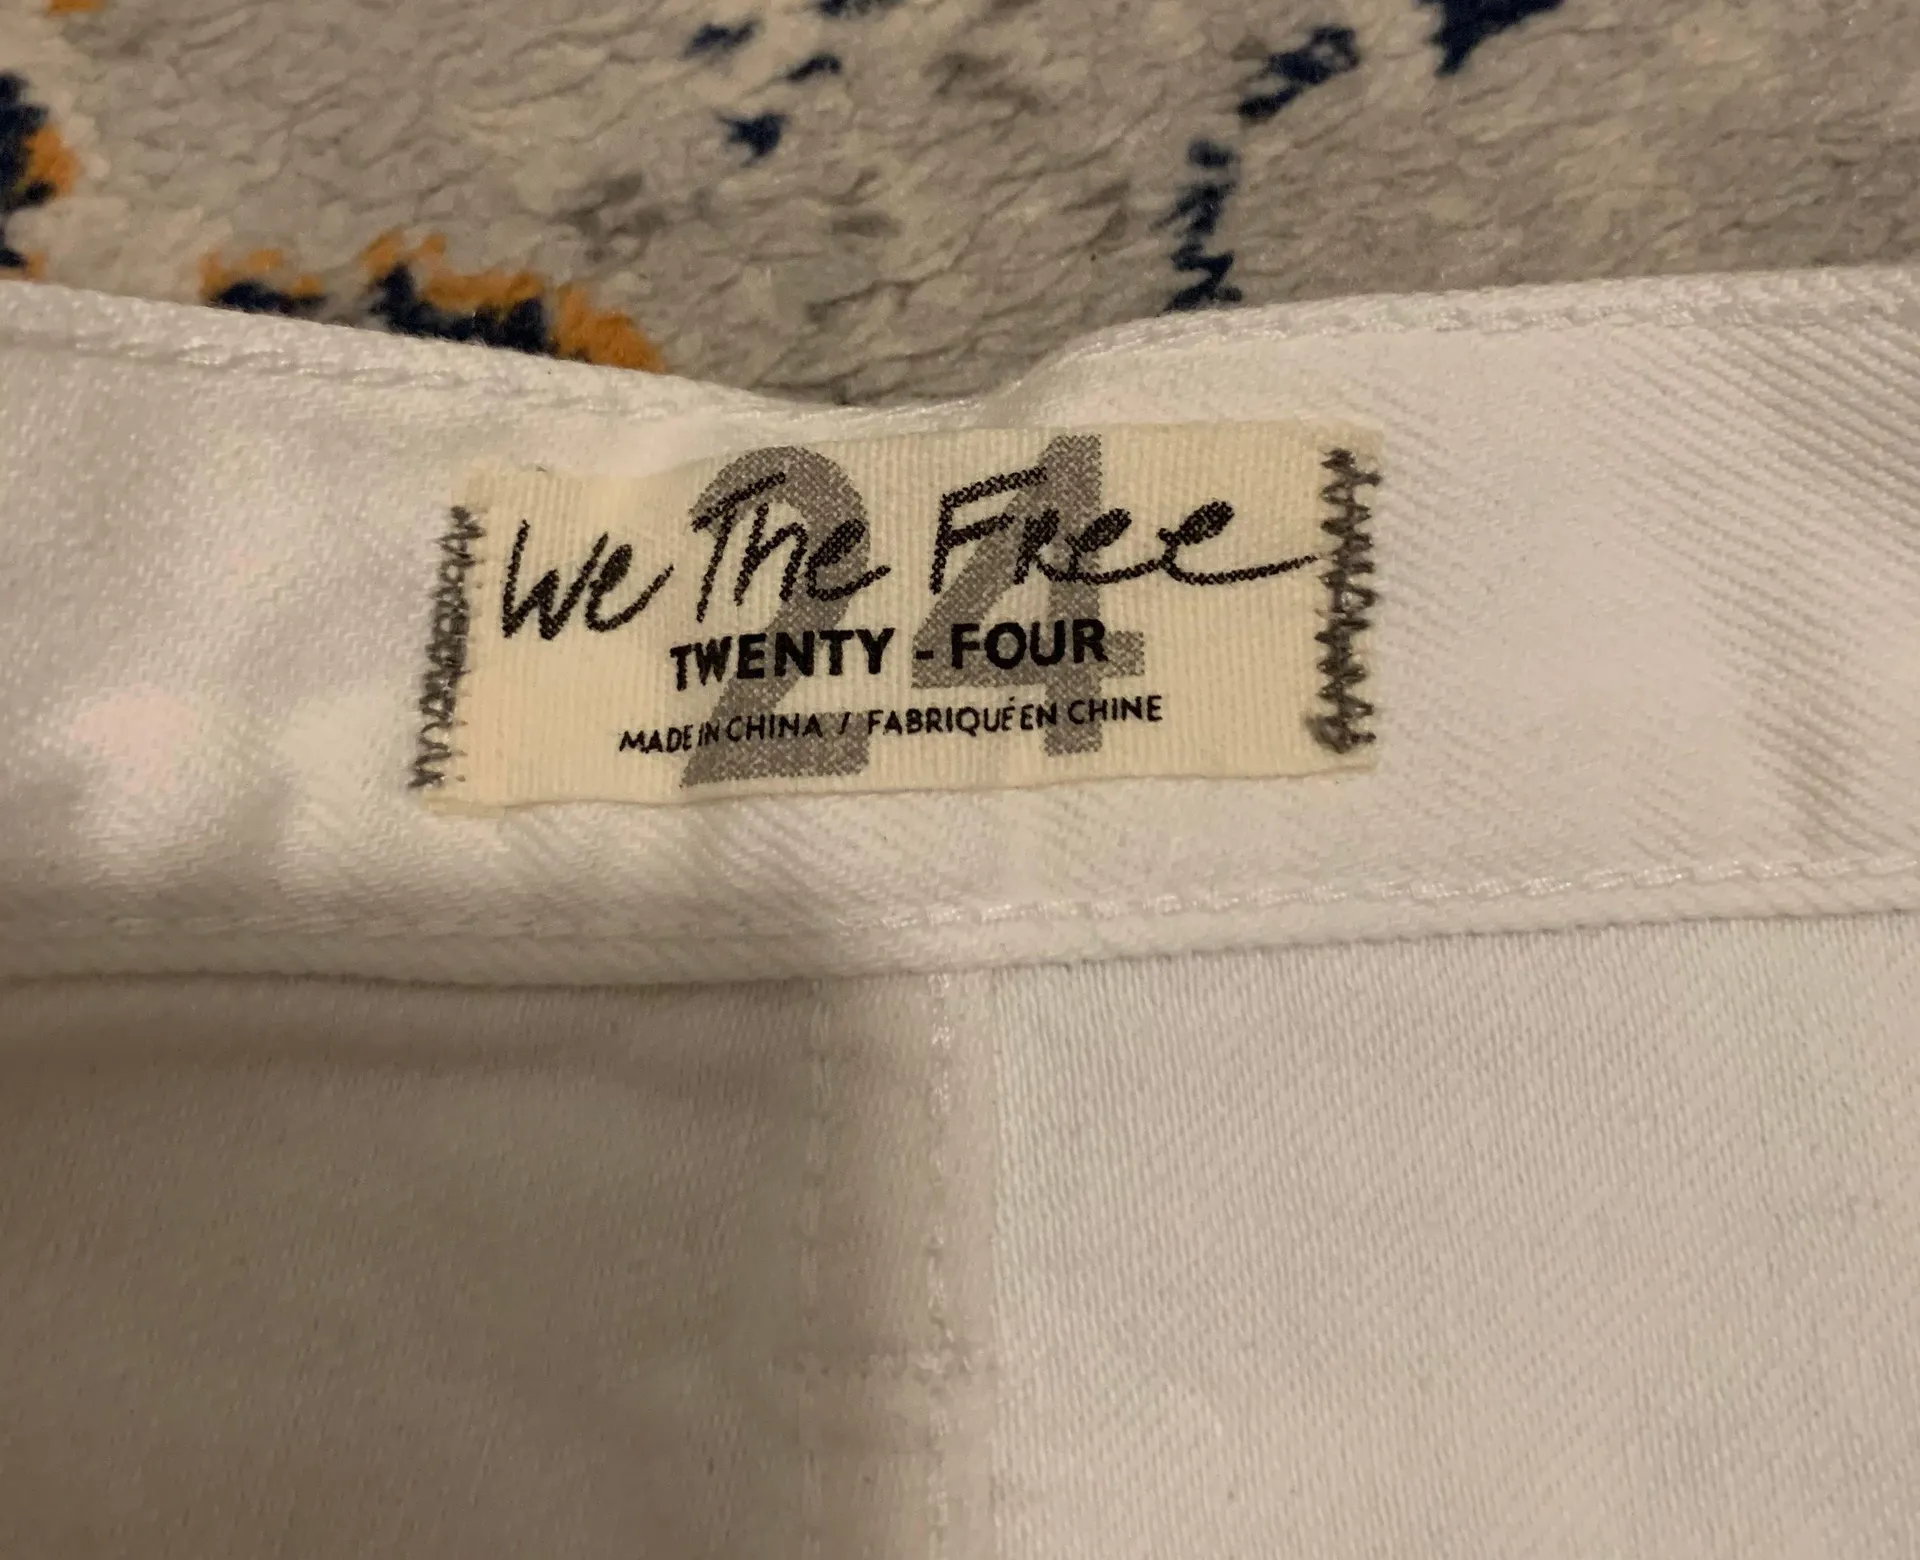 24
We The Free
TWENTY - FOUR
MADE IN CHINA / FABRIQUÉ EN CHINE